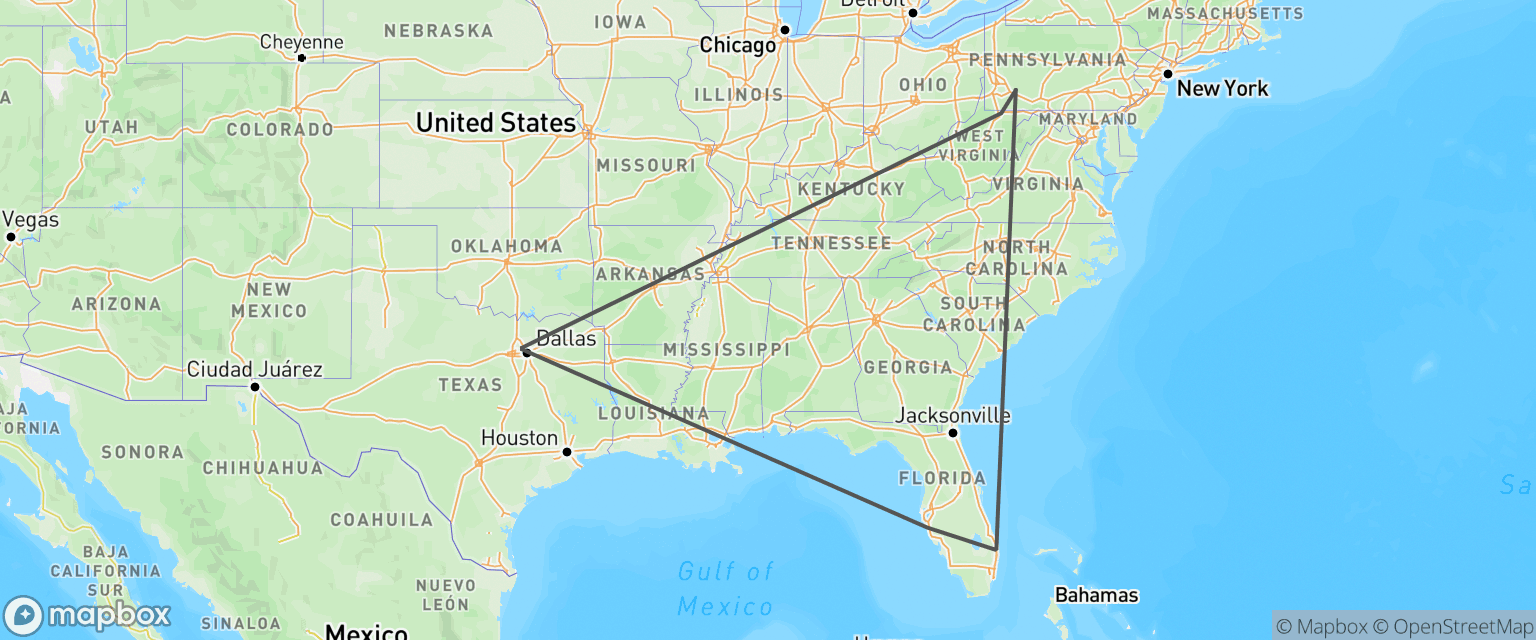 Detroit
MASSACHUSETTS
IOWA
NEBRASKA
Cheyenne
Chicago
PENNSYLVANIA
OHIO
New York
ILLINOIS
UTAH
COLORADO
United States
MARYLAND
WEST
VIRGINIA
MISSOURI
KENTUCKY
VIRGINIA
Vegas
OKLAHOMA
TENNESSEE
NORTH
CAROLINA
ARKANSAS
NEW
MEXICO
ARIZONA
SOUTH
CAROLINA
Dallas
MISSISSIPPI
GEORGIA
Ciudad Juárez
TEXAS
LOUISIANA
Jacksonville
Houston
SONORA
CHIHUAHUA
FLORIDA
Sa
COAHUILA
BAJA
CALIFORNIA
SUR
Gulf of
Mexico
NUEVO
LEÓN
Bahamas
mapbox
SINALOA
Mexico
© Mapbox © OpenStreetMap